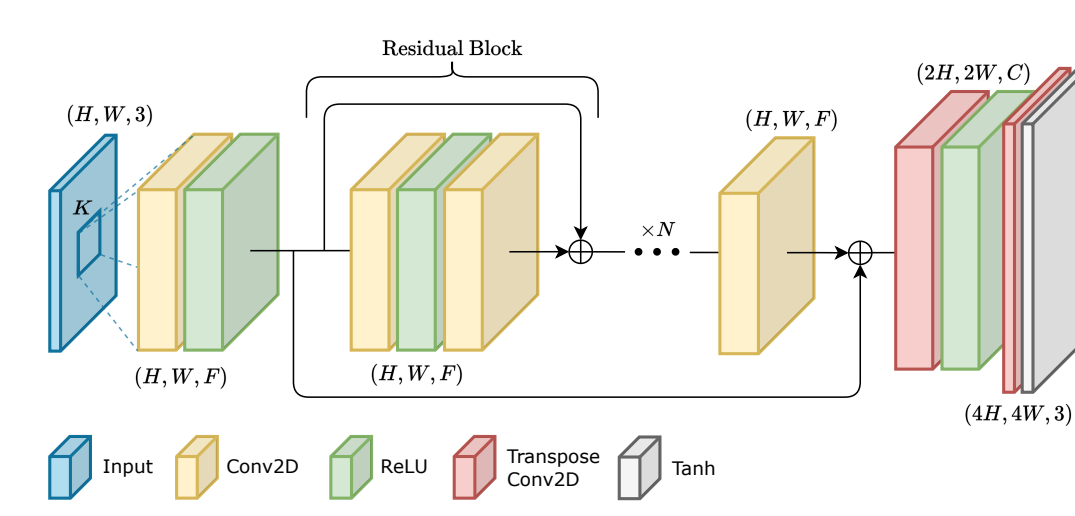 Residual Block
(2H, 2W, C)
(H, W, 3)
(H, W, F)
K
×N
(H, W, F)
(H, W, F)
(4H, 4W, 3)
Input
Conv2D
ReLU
Transpose
Conv2D
Tanh